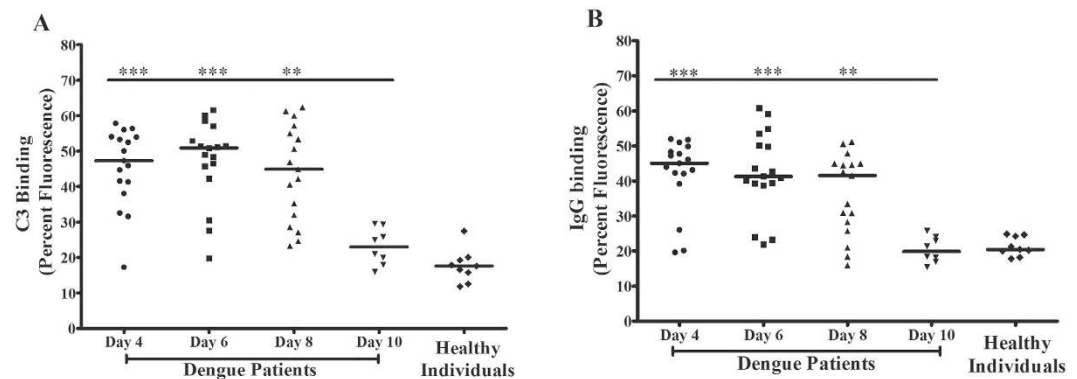 A
C3 Binding
(Percent Fluorescence)
80
70
60
50
40
30
20
10
0
*** *** **
Day 4 Day 6 Day 8 Day 10
Dengue Patients
Healthy
Individuals
B
IgG binding
(Percent Fluorescence)
80
70
60
50
40
30
20
10
0
*** *** **
Day 4 Day 6 Day 8 Day 10
Dengue Patients
Healthy
Individuals